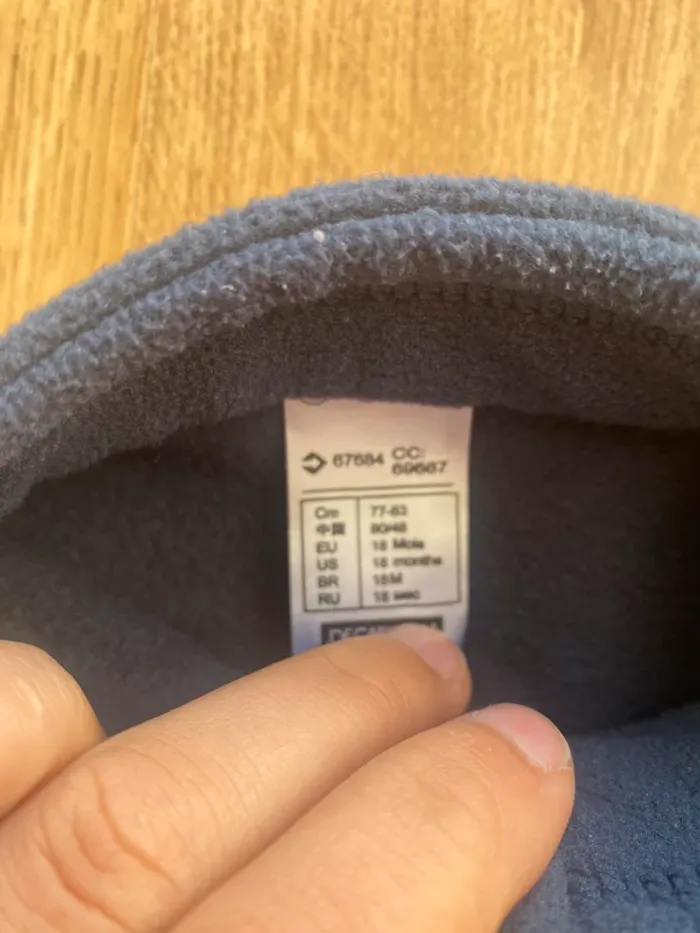 67684 CC:
69667
Cm 77-83
中国 80/48
EU 18 Mois
US 18 months
BR 18M
RU 18 мес